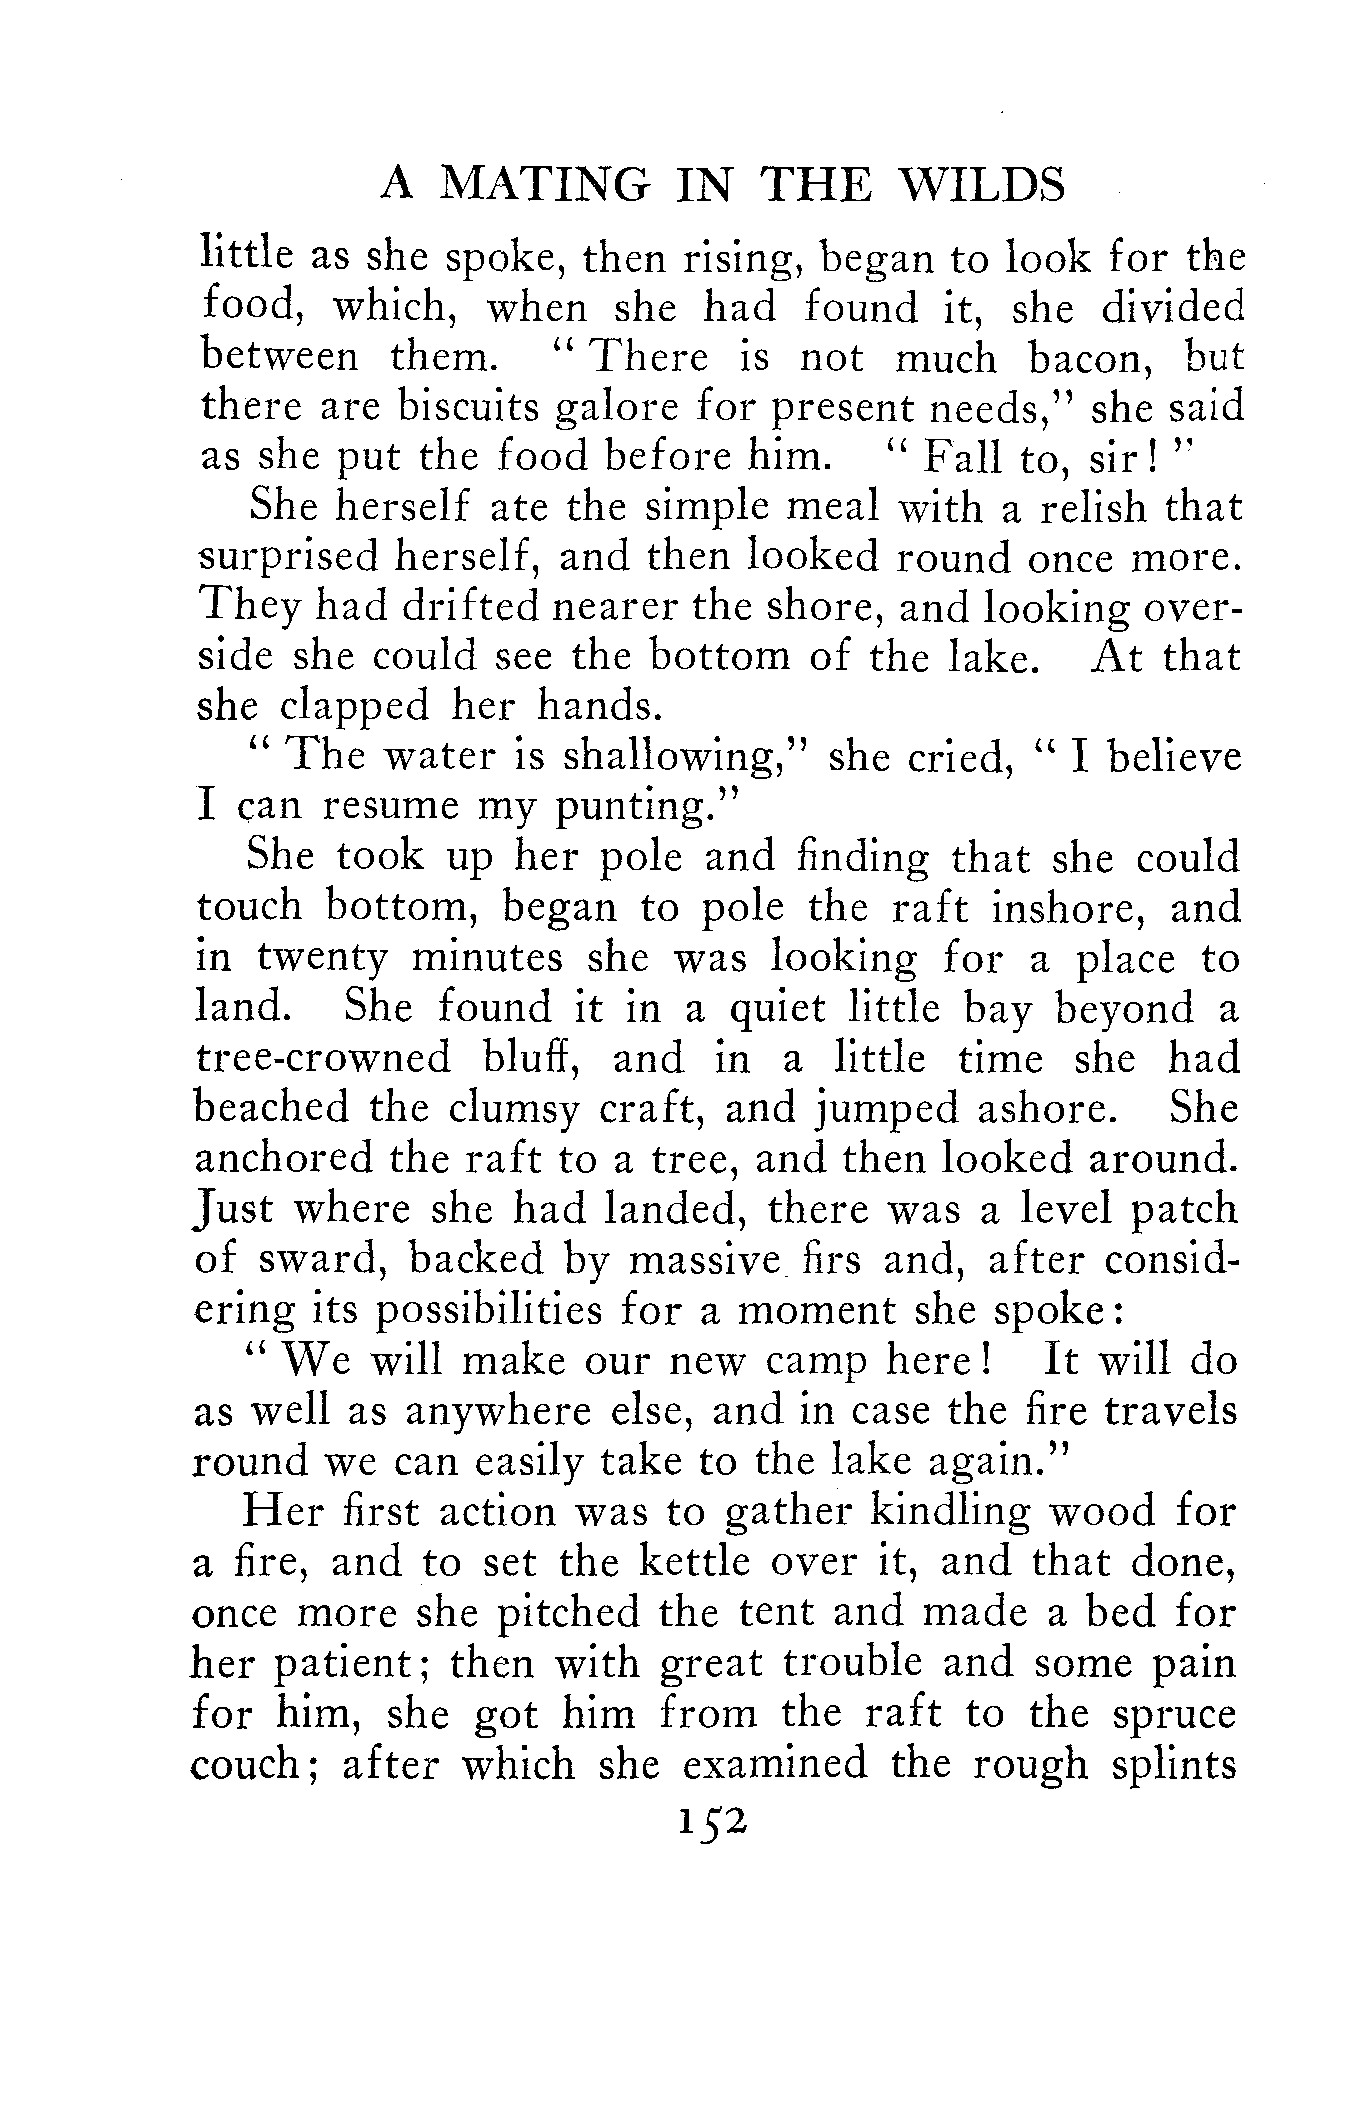 A MATING IN THE WILDS
little as she spoke, then rising, began to look for the
food, which, when she had found it, she divided
between them. " There is not much bacon, but
there are biscuits galore for present needs," she said
as she put the food before him. " Fall to, sir! "
She herself ate the simple meal with a relish that
surprised herself, and then looked round once more.
They had drifted nearer the shore, and looking over-
side she could see the bottom of the lake. At that
she clapped her hands.
" The water is shallowing," she cried, " I believe
I can resume my punting."
She took up her pole and finding that she could
touch bottom, began to pole the raft inshore, and
in twenty minutes she was looking for a place to
land. She found it in a quiet little bay beyond a
tree-crowned bluff, and in a little time she had
beached the clumsy craft, and jumped ashore. She
anchored the raft to a tree, and then looked around.
Just where she had landed, there was a level patch
of sward, backed by massive firs and, after consid-
ering its possibilities for a moment she spoke:
" We will make our new camp here! It will do
as well as anywhere else, and in case the fire travels
round we can easily take to the lake again."
Her first action was to gather kindling wood for
a fire, and to set the kettle over it, and that done,
once more she pitched the tent and made a bed for
her patient; then with great trouble and some pain
for him, she got him from the raft to the spruce
couch; after which she examined the rough splints
152